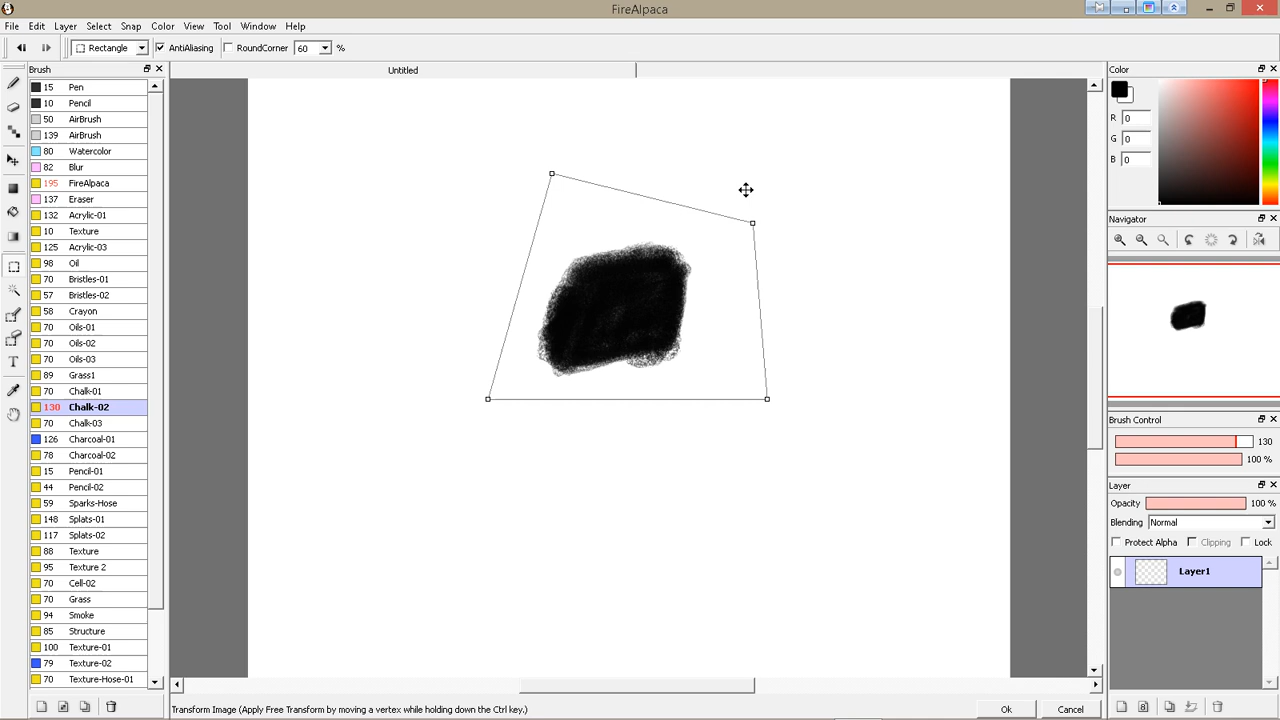 FireAlpaca
File Edit Layer Select Snap Color View Tool Window Help
Rectangle AntiAliasing RoundCorner 60 %
Brush
Untitled
15 Pen
10 Pencil
50 AirBrush
139 AirBrush
80 Watercolor
82 Blur
195 FireAlpaca
137 Eraser
132 Acrylic-01
10 Texture
125 Acrylic-03
98 Oil
70 Bristles-01
57 Bristles-02
58 Crayon
70 Oils-01
70 Oils-02
70 Oils-03
89 Grass1
70 Chalk-01
130 Chalk-02
70 Chalk-03
126 Charcoal-01
78 Charcoal-02
15 Pencil-01
44 Pencil-02
59 Sparks-Hose
148 Splats-01
117 Splats-02
88 Texture
95 Texture 2
70 Cell-02
70 Grass
94 Smoke
85 Structure
100 Texture-01
79 Texture-02
70 Texture-Hose-01
Transform Image (Apply Free Transform by moving a vertex while holding down the Ctrl key.)
Ok
Cancel
Color
R 0
G 0
B 0
Navigator
Brush Control
130
100 %
Layer
Opacity 100 %
Blending Normal
Protect Alpha Clipping Lock
Layer1